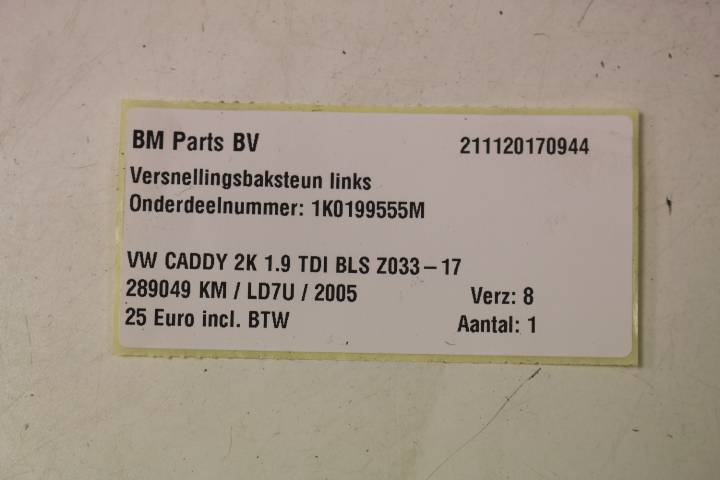 BM Parts BV 211120170944
Versnellingsbaksteun links
Onderdeelnummer: 1K0199555M
VW CADDY 2K 1.9 TDI BLS Z033-17
289049 KM / LD7U / 2005 Verz: 8
25 Euro incl. BTW Aantal: 1